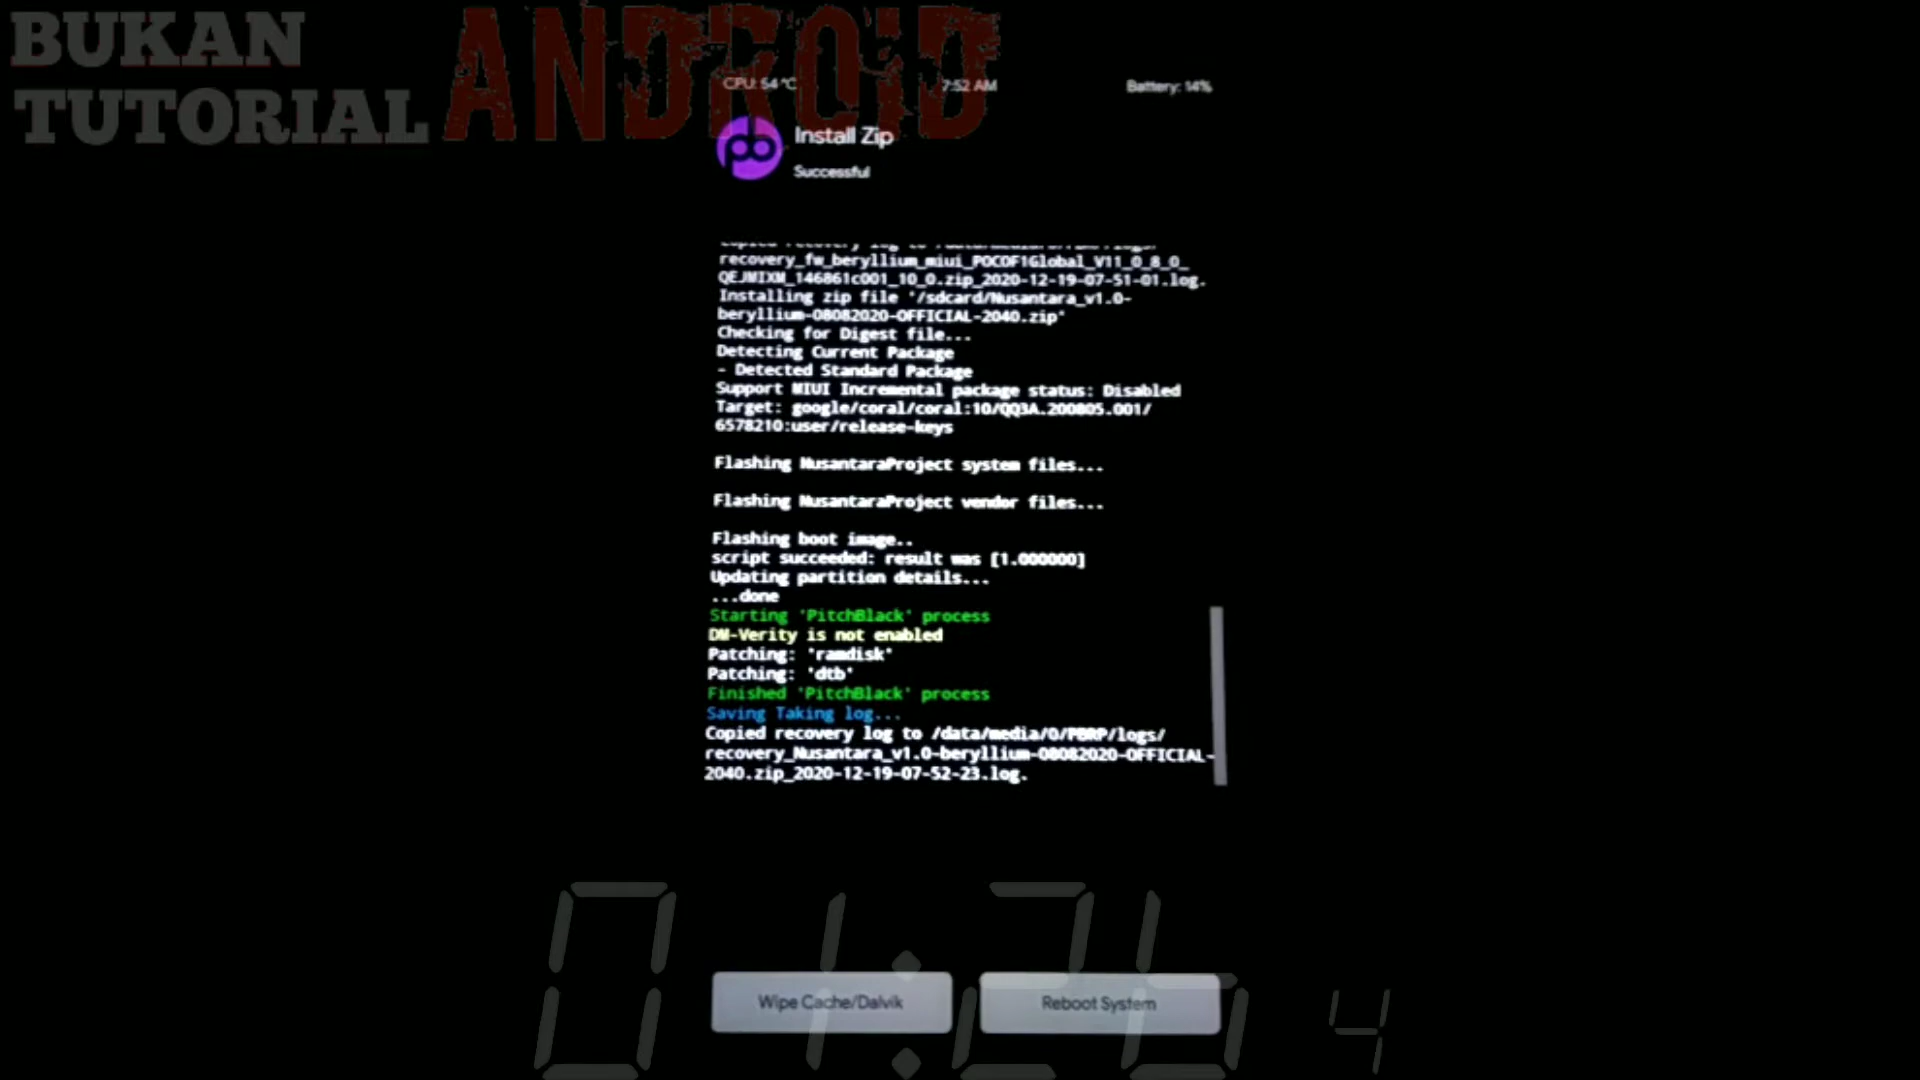 BUKAN
TUTORIAL
ANDROID
CPU: 54 °C
7:52 AM
Battery: 14%
pb
Install Zip
Successful
recovery_fw_beryllium_miui_POCOF1Global_V11_0_8_0_
QEJMIXM_146861c001_10_0.zip_2020-12-19-07-51-01.log.
Installing zip file '/sdcard/Nusantara_v1.0-
beryllium-08082020-OFFICIAL-2040.zip'
Checking for Digest file...
Detecting Current Package
- Detected Standard Package
Support MIUI Incremental package status: Disabled
Target: google/coral/coral:10/QQ3A.200805.001/
6578210:user/release-keys
Flashing NusantaraProject system files...
Flashing NusantaraProject vendor files...
Flashing boot image..
script succeeded: result was [1.000000]
Updating partition details...
...done
Starting 'PitchBlack' process
DM-Verity is not enabled
Patching: 'ramdisk'
Patching: 'dtb'
Finished 'PitchBlack' process
Saving Taking log...
Copied recovery log to /data/media/0/PBRP/logs/
recovery_Nusantara_v1.0-beryllium-08082020-OFFICIAL-
2040.zip_2020-12-19-07-52-23.log.
Wipe Cache/Dalvik
Reboot System